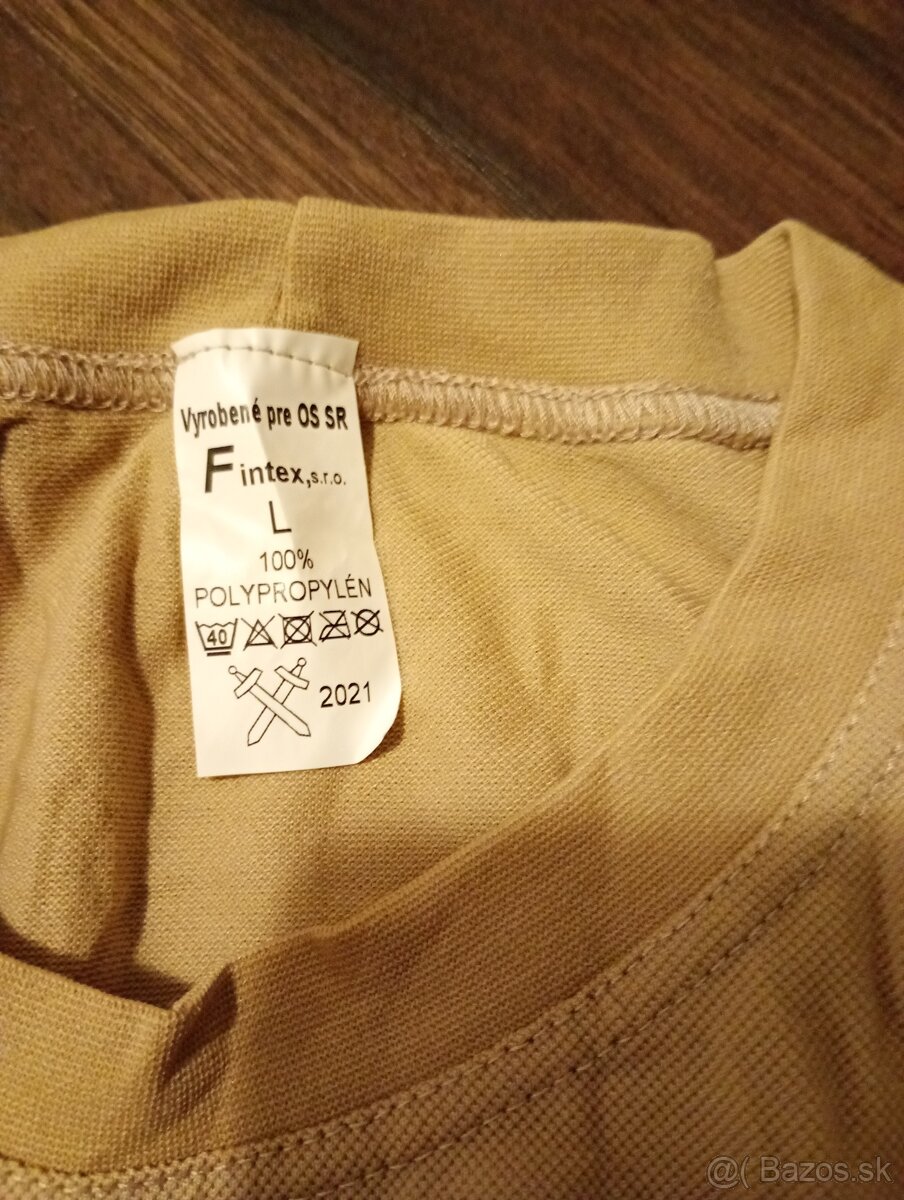 Vyrobené pre OS SR
Fintex,s.r.o.
L
100%
POLYPROPYLÉN
40
2021
@( Bazos.sk